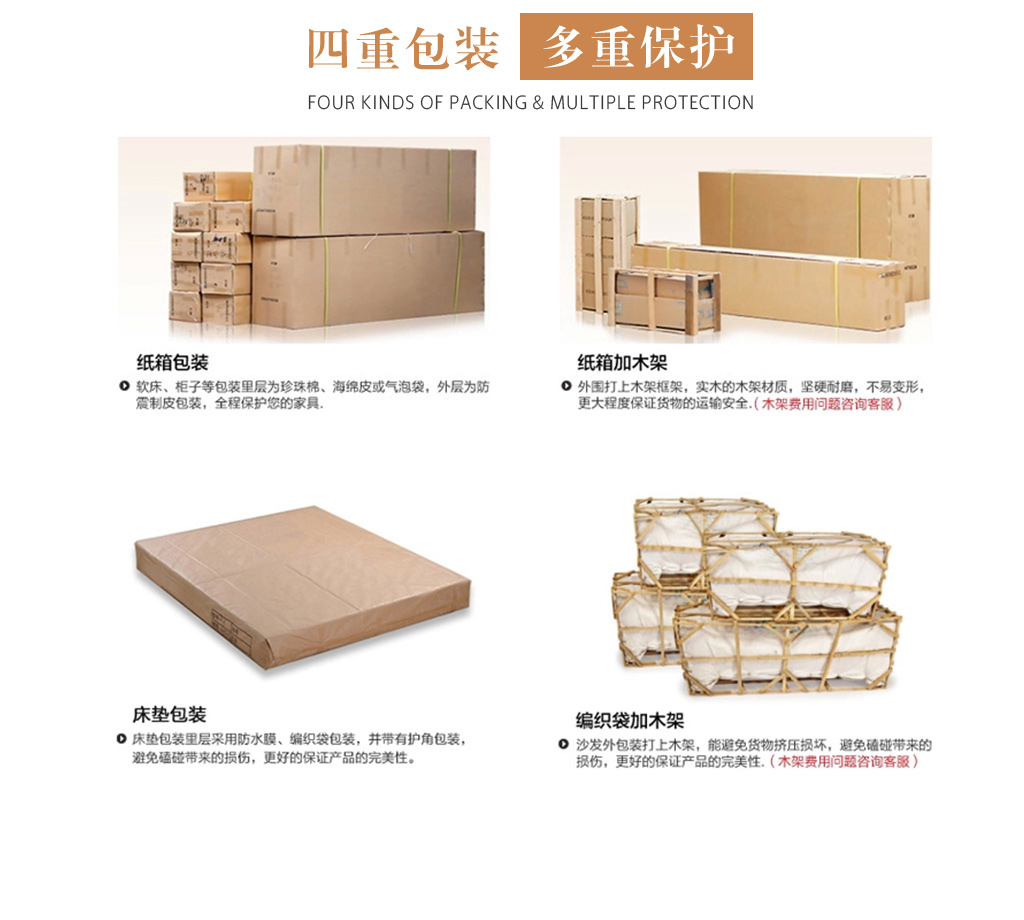 四重包装 多重保护
FOUR KINDS OF PACKING & MULTIPLE PROTECTION
纸箱包装
软床、柜子等包装里层为珍珠棉、海绵皮或气泡袋，外层为防
震制皮包装，全程保护您的家具.
纸箱加木架
外围打上木架框架，实木的木架材质，坚硬耐磨，不易变形，
更大程度保证货物的运输安全.(木架费用问题咨询客服)
床垫包装
床垫包装里层采用防水膜、编织袋包装，并带有护角包装，
避免磕碰带来的损伤，更好的保证产品的完美性。
编织袋加木架
沙发外包装打上木架，能避免货物挤压损坏，避免磕碰带来的
损伤，更好的保证产品的完美性.(木架费用问题咨询客服)